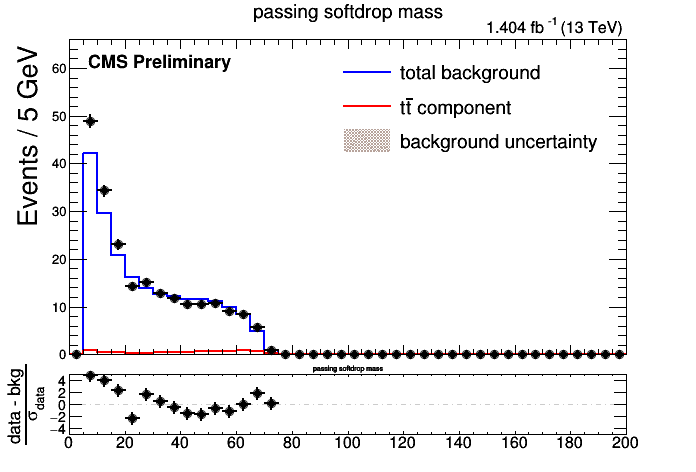 passing softdrop mass
1.404 fb⁻¹ (13 TeV)
CMS Preliminary
total background
tt̄ component
background uncertainty
Events / 5 GeV
60
50
40
30
20
10
0
passing softdrop mass
data - bkg
σdata
4
2
0
−2
−4
0 20 40 60 80 100 120 140 160 180 200